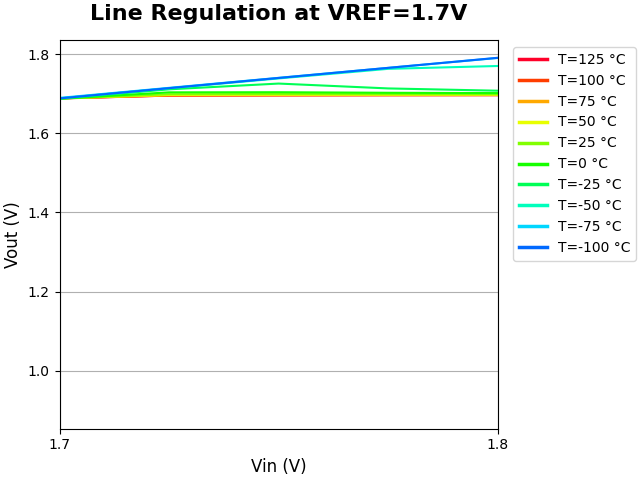 Line Regulation at VREF=1.7V
Vout (V)
1.8
1.6
1.4
1.2
1.0
1.7
1.8
Vin (V)
T=125 °C
T=100 °C
T=75 °C
T=50 °C
T=25 °C
T=0 °C
T=-25 °C
T=-50 °C
T=-75 °C
T=-100 °C